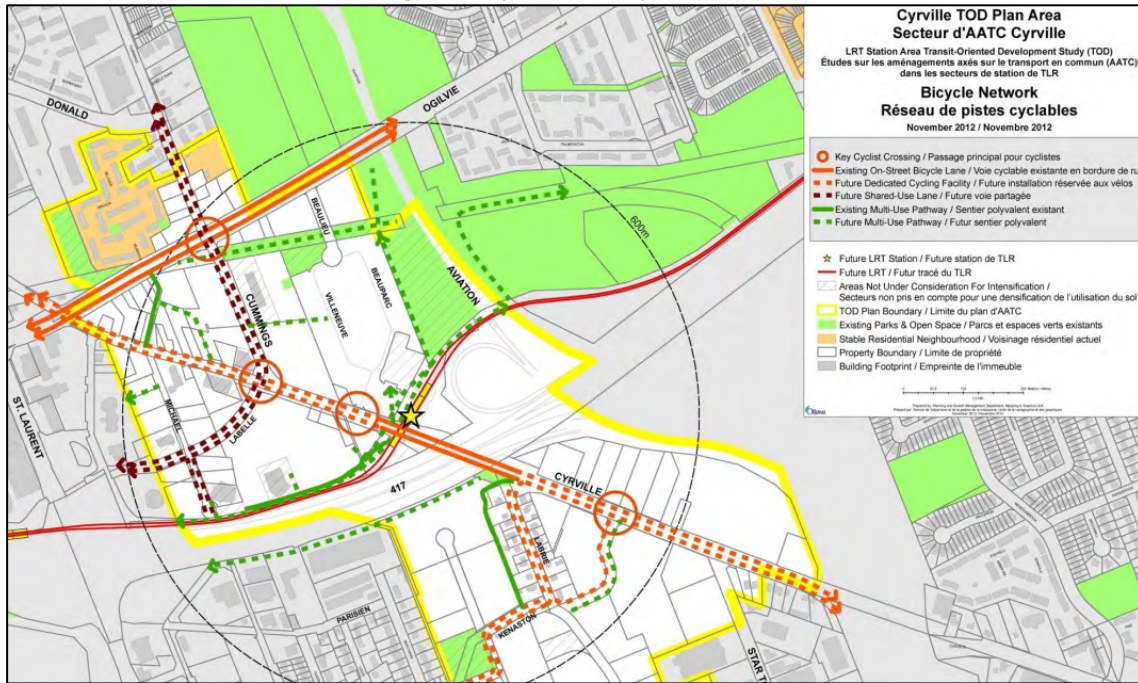 Cyrville TOD Plan Area
Secteur d'AATC Cyrville
LRT Station Area Transit-Oriented Development Study (TOD)
Études sur les aménagements axés sur le transport en commun (AATC)
dans les secteurs de station de TLR
Bicycle Network
Réseau de pistes cyclables
November 2012 / Novembre 2012
Key Cyclist Crossing / Passage principal pour cyclistes
Existing On-Street Bicycle Lane / Voie cyclable existante en bordure de ru
Future Dedicated Cycling Facility / Future installation réservée aux vélos
Future Shared-Use Lane / Future voie partagée
Existing Multi-Use Pathway / Sentier polyvalent existant
Future Multi-Use Pathway / Futur sentier polyvalent
Future LRT Station / Future station de TLR
Future LRT / Futur tracé du TLR
Areas Not Under Consideration For Intensification /
Secteurs non pris en compte pour une densification de l'utilisation du sol
TOD Plan Boundary / Limite du plan d'AATC
Existing Parks & Open Space / Parcs et espaces verts existants
Stable Residential Neighbourhood / Voisinage résidentiel actuel
Property Boundary / Limite de propriété
Building Footprint / Empreinte de l'immeuble
DONALD
OGILVIE
BEAULIEU
600m
CUMMINGS
VILLENEUVE
BEAUPARC
AVIATION
ST. LAURENT
MICHAEL
LABELLE
417
CYRVILLE
LABRIE
PARISIEN
KENASTON
STAR T